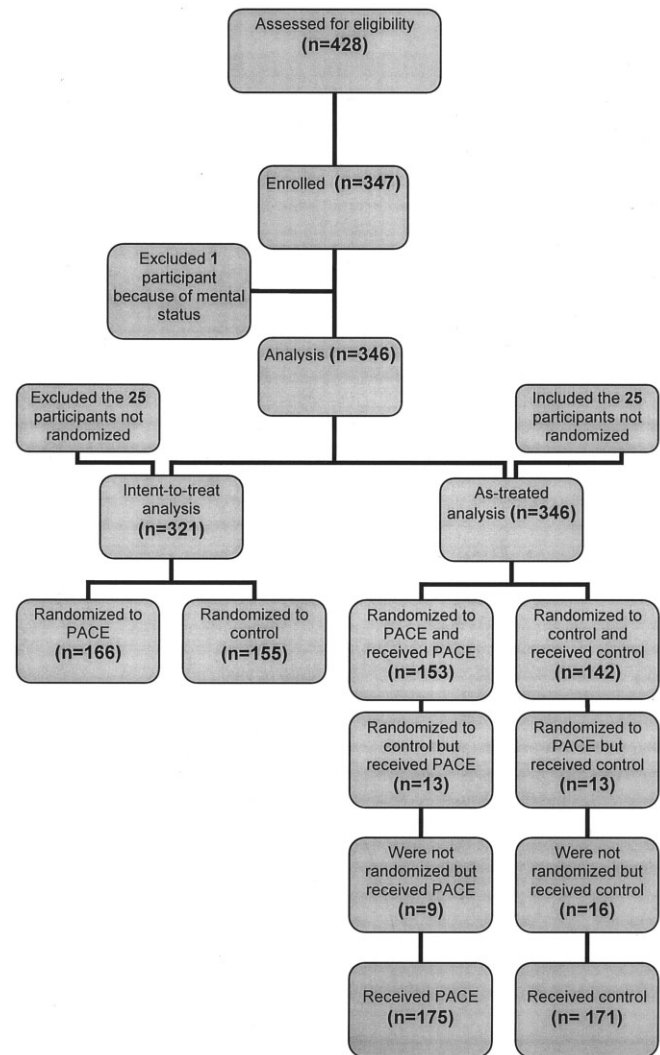 Assessed for eligibility
(n=428)
Enrolled (n=347)
Excluded 1
participant
because of mental
status
Analysis (n=346)
Excluded the 25
participants not
randomized
Included the 25
participants not
randomized
Intent-to-treat
analysis
(n=321)
As-treated
analysis (n=346)
Randomized to
PACE
(n=166)
Randomized to
control
(n=155)
Randomized to
PACE and
received PACE
(n=153)
Randomized to
control and
received control
(n=142)
Randomized to
control but
received PACE
(n=13)
Randomized to
PACE but
received control
(n=13)
Were not
randomized but
received PACE
(n=9)
Were not
randomized but
received control
(n=16)
Received PACE
(n=175)
Received control
(n= 171)